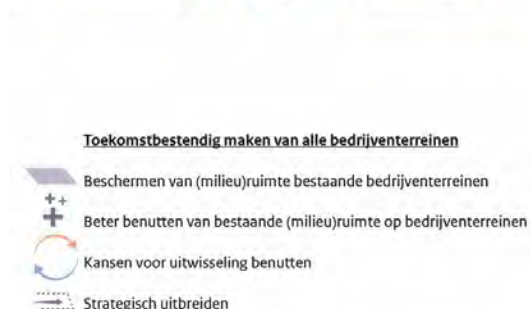 Toekomstbestendig maken van alle bedrijventerreinen
Beschermen van (milieu)ruimte bestaande bedrijventerreinen
Beter benutten van bestaande (milieu)ruimte op bedrijventerreinen
Kansen voor uitwisseling benutten
Strategisch uitbreiden